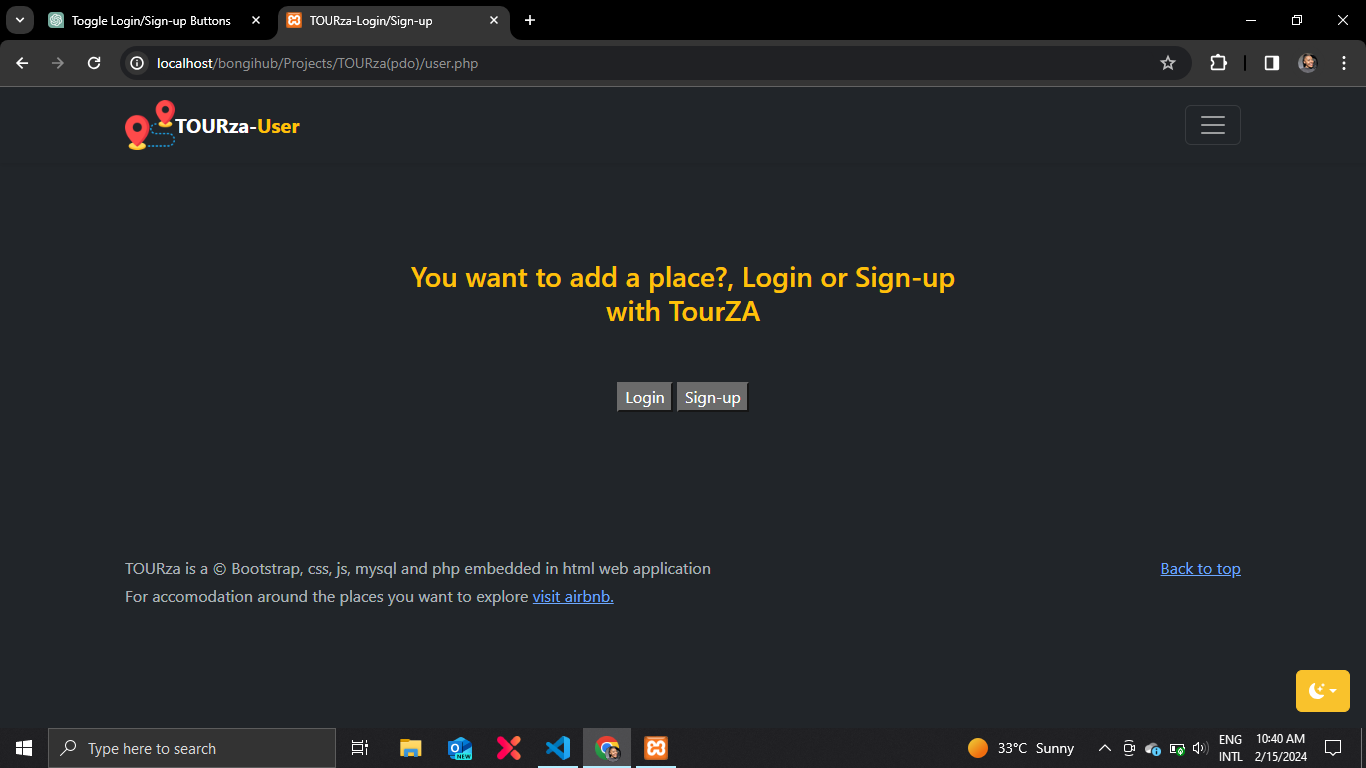 Toggle Login/Sign-up Buttons
TOURza-Login/Sign-up
localhost/bongihub/Projects/TOURza(pdo)/user.php
TOURza-User
You want to add a place?, Login or Sign-up
with TourZA
Login
Sign-up
TOURza is a © Bootstrap, css, js, mysql and php embedded in html web application
Back to top
For accomodation around the places you want to explore visit airbnb.
Type here to search
NEW
33°C Sunny
ENG
INTL
10:40 AM
2/15/2024